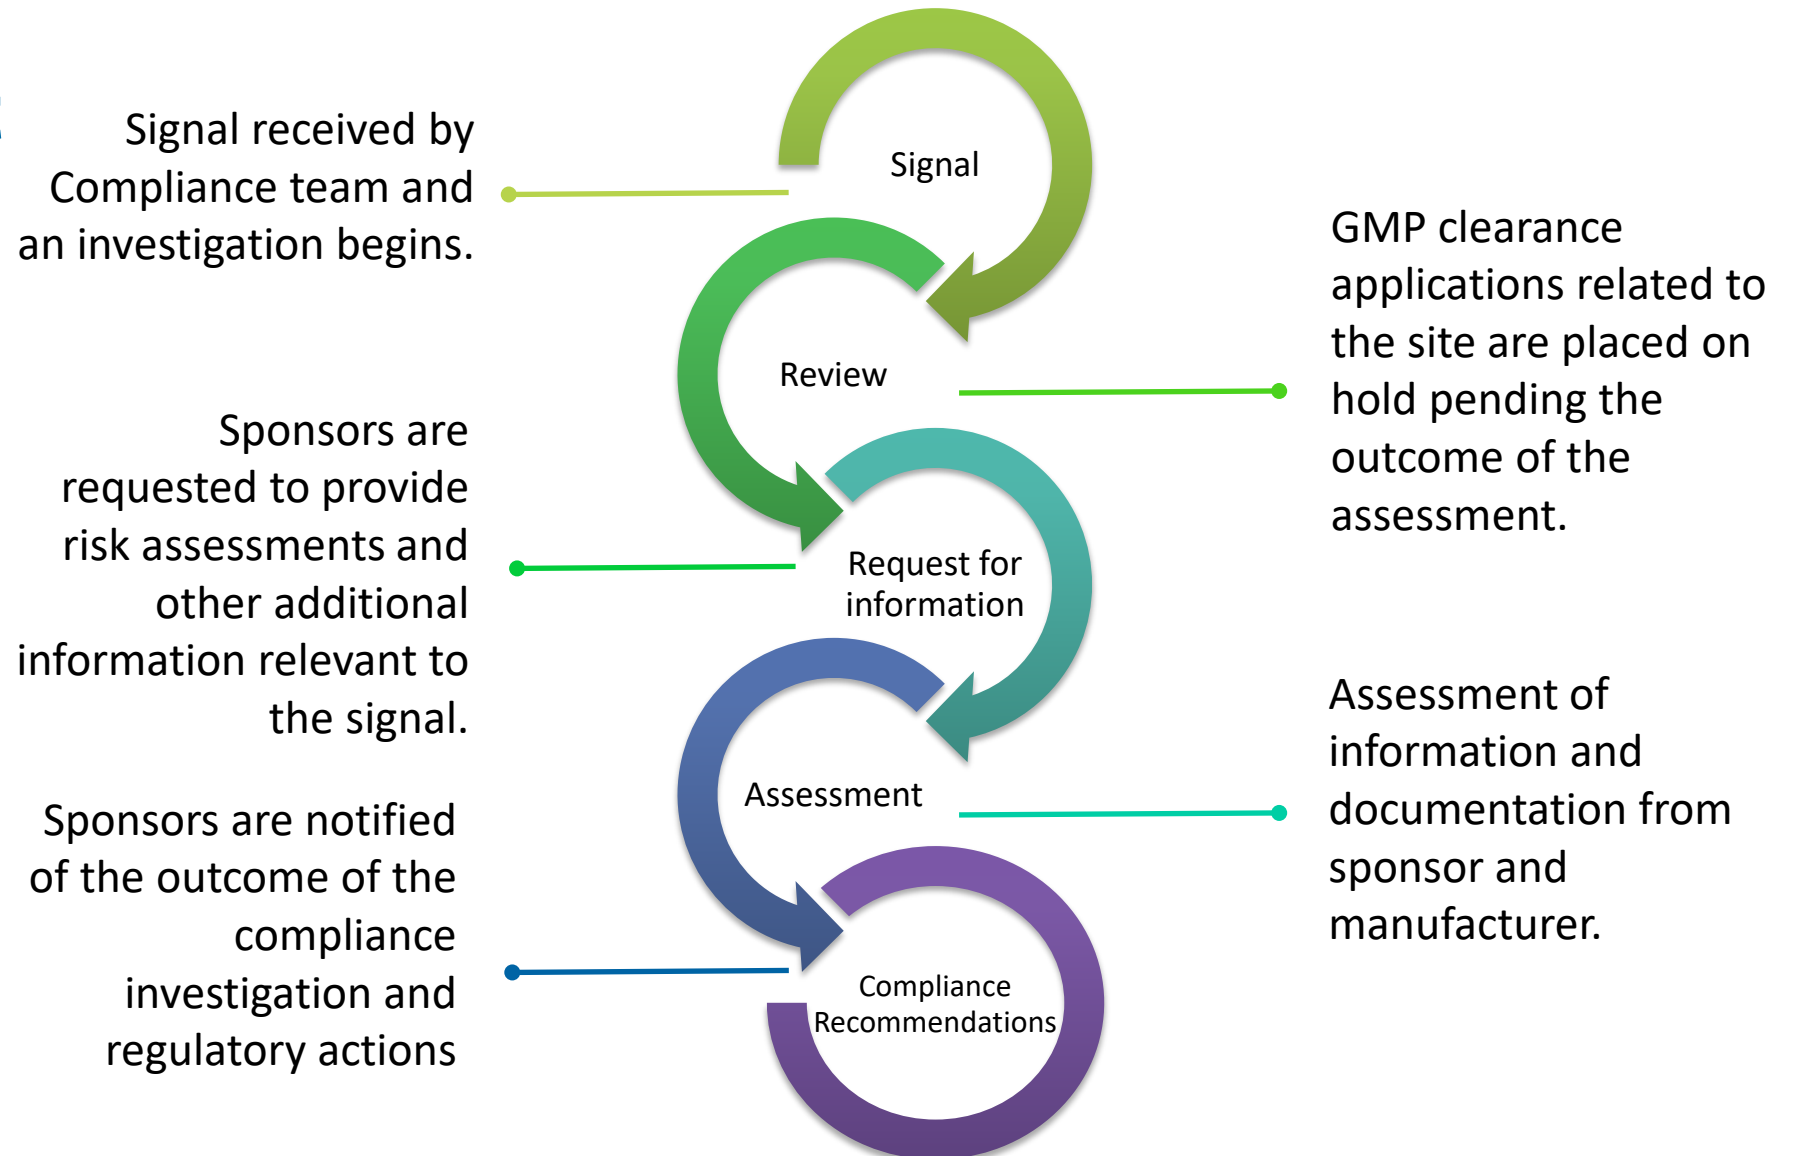 Signal received by
Compliance team and
an investigation begins.
Signal
Review
GMP clearance
applications related to
the site are placed on
hold pending the
outcome of the
assessment.
Sponsors are
requested to provide
risk assessments and
other additional
information relevant to
the signal.
Request for
information
Assessment
Assessment of
information and
documentation from
sponsor and
manufacturer.
Sponsors are notified
of the outcome of the
compliance
investigation and
regulatory actions
Compliance
Recommendations